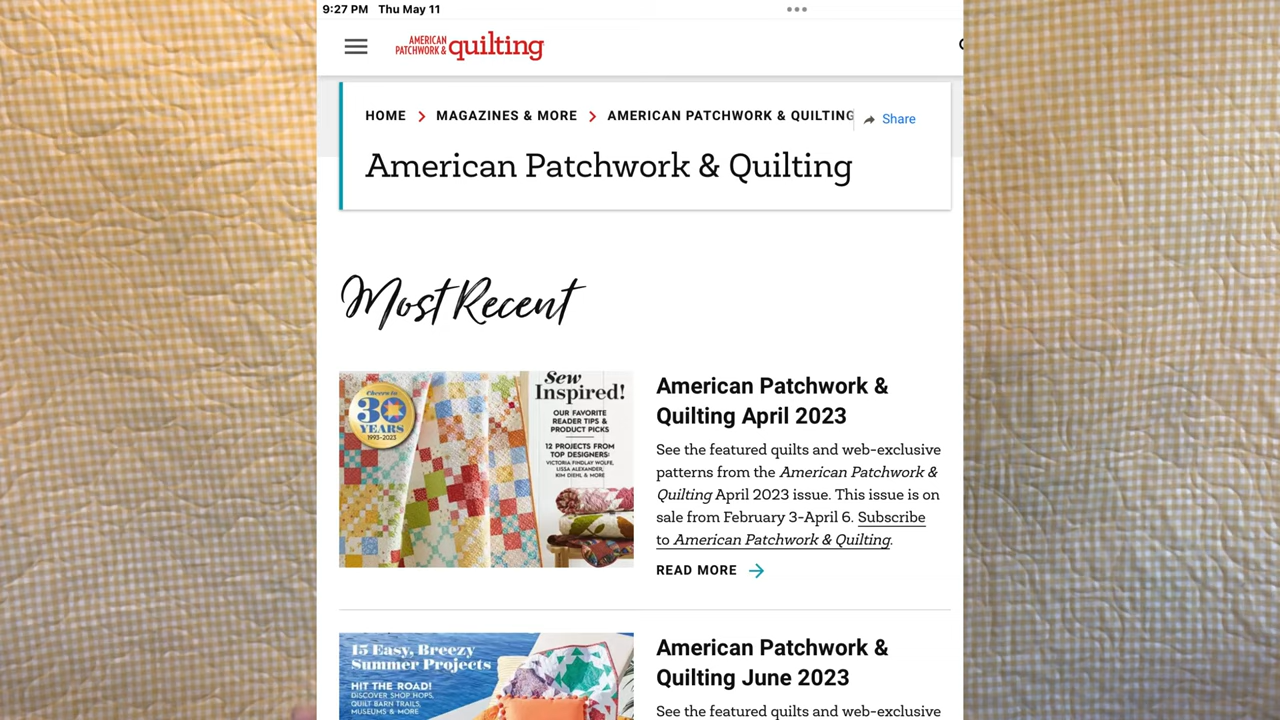 9:27 PM Thu May 11
AMERICAN
PATCHWORK & quilting
HOME > MAGAZINES & MORE > AMERICAN PATCHWORK & QUILTING
Share
American Patchwork & Quilting
Most Recent
Cheers to
30
YEARS
1993-2023
Sew
Inspired!
OUR FAVORITE
READER TIPS &
PRODUCT PICKS
12 PROJECTS FROM
TOP DESIGNERS:
VICTORIA FINDLAY WOLFE,
LISSA ALEXANDER,
KIM DIEHL & MORE
American Patchwork &
Quilting April 2023
See the featured quilts and web-exclusive
patterns from the American Patchwork &
Quilting April 2023 issue. This issue is on
sale from February 3-April 6. Subscribe
to American Patchwork & Quilting.
READ MORE
15 Easy, Breezy
Summer Projects
HIT THE ROAD!
DISCOVER SHOP HOPS,
QUILT BARN TRAILS,
MUSEUMS & MORE
American Patchwork &
Quilting June 2023
See the featured quilts and web-exclusive